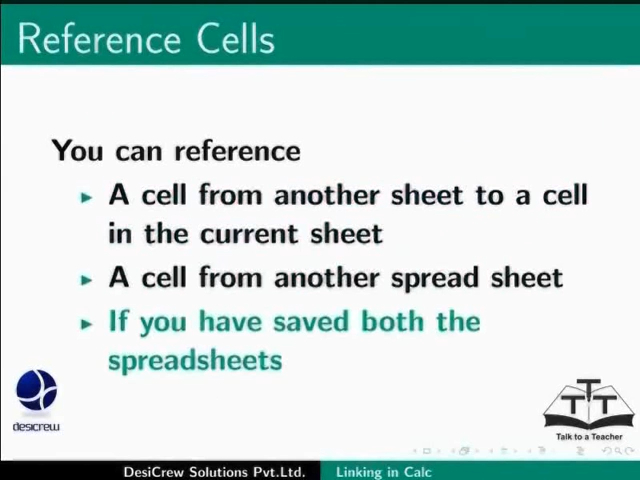 Reference Cells
You can reference
A cell from another sheet to a cell
in the current sheet
A cell from another spread sheet
If you have saved both the
spreadsheets
desicrew
TTT
Talk to a Teacher
DesiCrew Solutions Pvt.Ltd. Linking in Calc